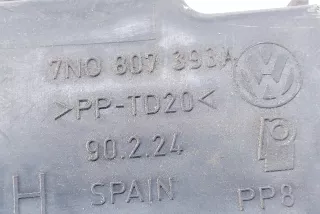 7N0 807 393A
>PP-TD20<
90.2.24
H SPAIN PP8